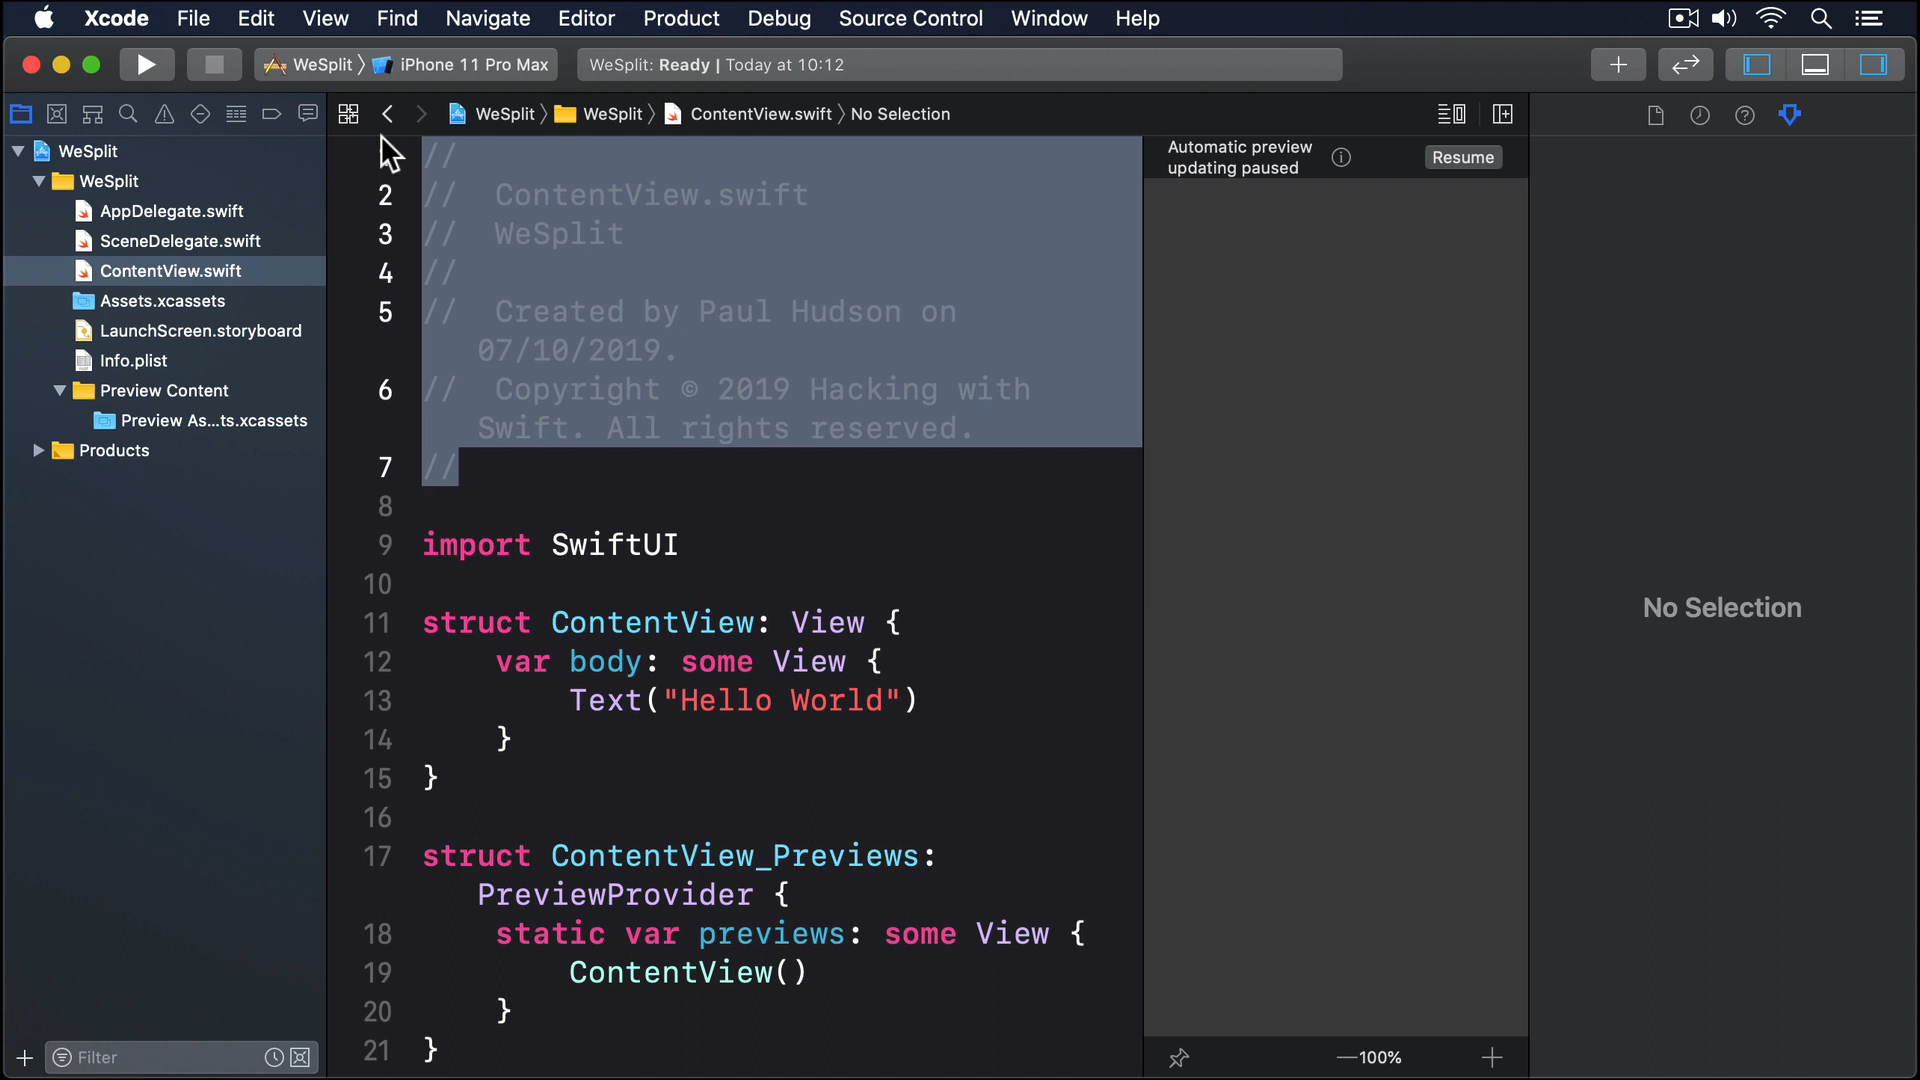 Xcode File Edit View Find Navigate Editor Product Debug Source Control Window Help
WeSplit iPhone 11 Pro Max WeSplit: Ready | Today at 10:12
WeSplit WeSplit ContentView.swift No Selection
WeSplit
WeSplit
AppDelegate.swift
SceneDelegate.swift
ContentView.swift
Assets.xcassets
LaunchScreen.storyboard
Info.plist
Preview Content
Preview As...ts.xcassets
Products
Filter
//
2 // ContentView.swift
3 // WeSplit
4 //
5 // Created by Paul Hudson on
07/10/2019.
6 // Copyright © 2019 Hacking with
Swift. All rights reserved.
7 //
8
9 import SwiftUI
10
11 struct ContentView: View {
12 var body: some View {
13 Text("Hello World")
14 }
15 }
16
17 struct ContentView_Previews:
PreviewProvider {
18 static var previews: some View {
19 ContentView()
20 }
21 }
Automatic preview
updating paused
Resume
100%
No Selection